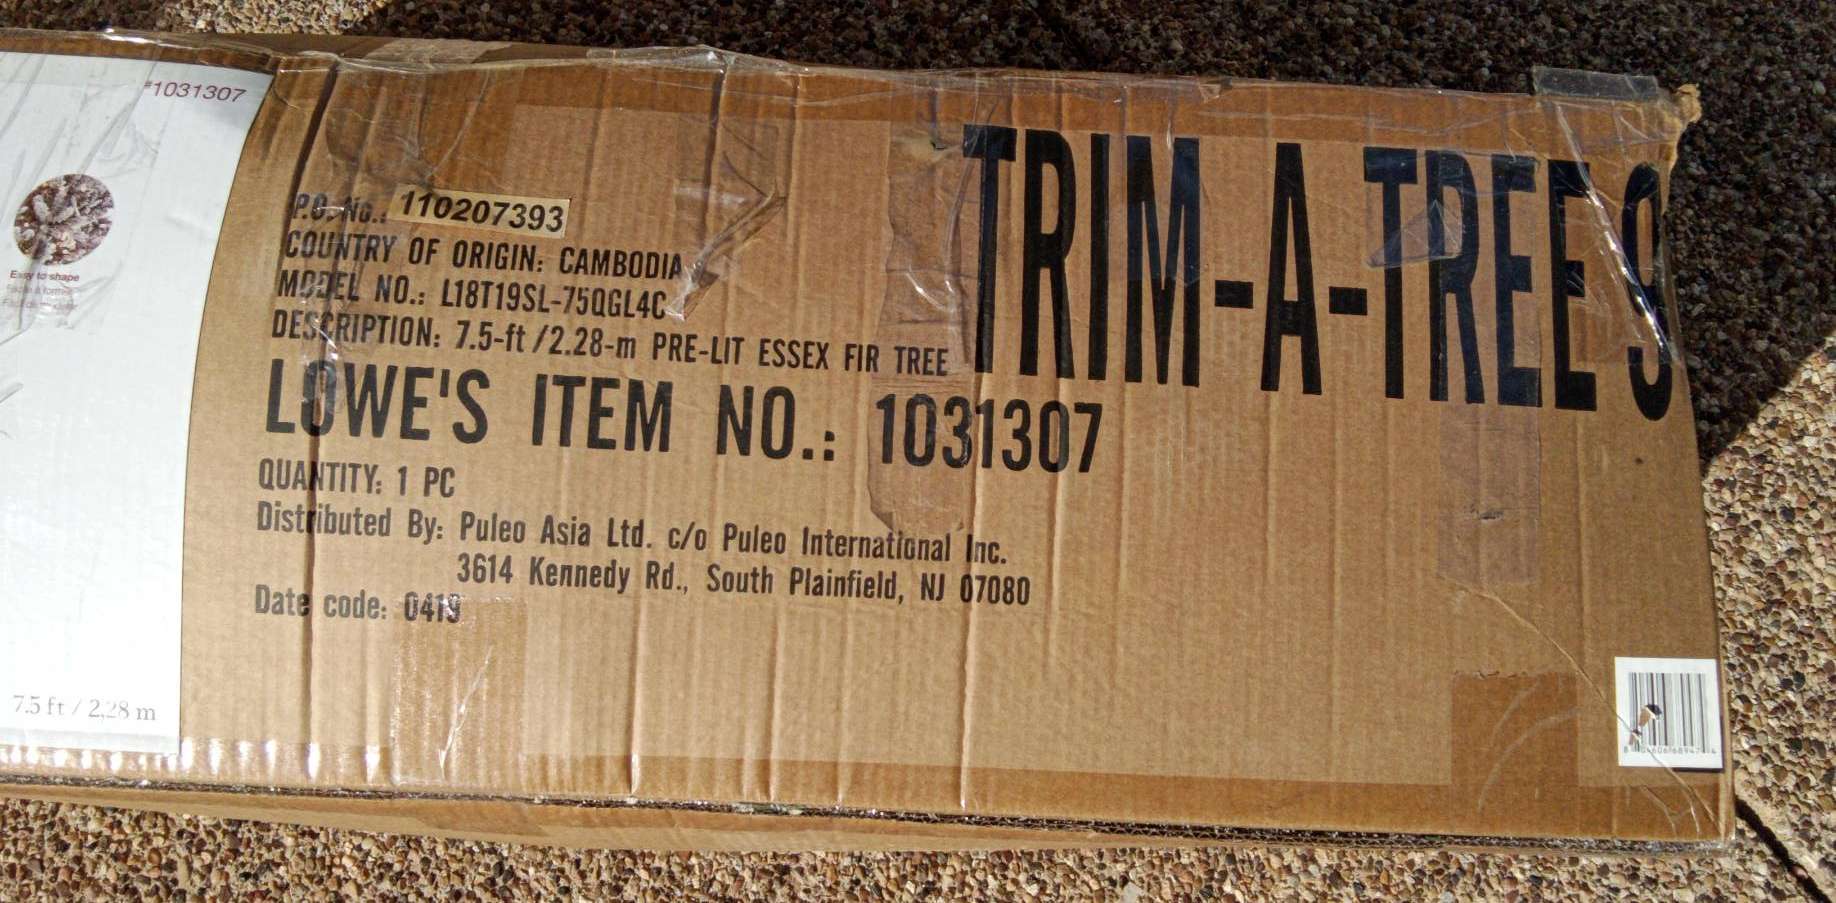 #1031307
Easy to shape
7.5 ft / 2,28 m
P.O. No.: 110207393
COUNTRY OF ORIGIN: CAMBODIA
MODEL NO.: L18T19SL-75QGL4C
DESCRIPTION: 7.5-ft /2.28-m PRE-LIT ESSEX FIR TREE
LOWE'S ITEM NO.: 1031307
QUANTITY: 1 PC
Distributed By: Puleo Asia Ltd. c/o Puleo International Inc.
3614 Kennedy Rd., South Plainfield, NJ 07080
Date code: 0419
TRIM-A-TREE 9